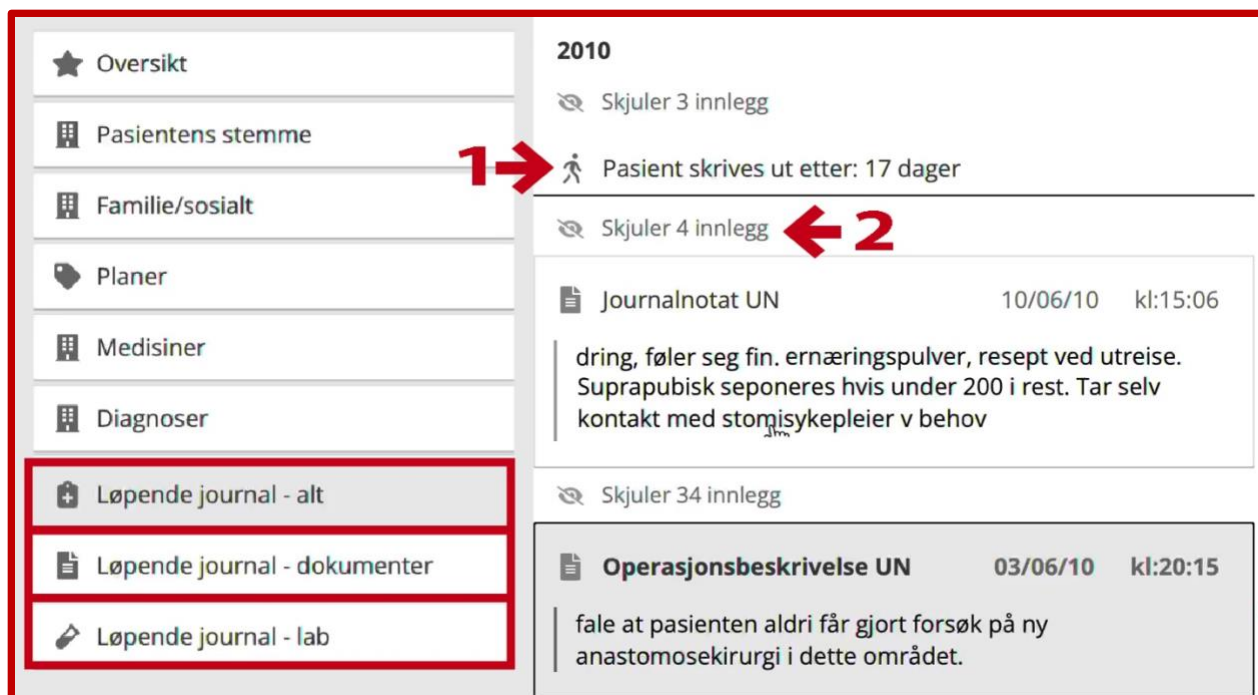 Oversikt
Pasientens stemme
Familie/sosialt
Planer
Medisiner
Diagnoser
Løpende journal - alt
Løpende journal - dokumenter
Løpende journal - lab
2010
Skjuler 3 innlegg
1
Pasient skrives ut etter: 17 dager
Skjuler 4 innlegg
2
Journalnotat UN 10/06/10 kl:15:06
dring, føler seg fin. ernæringspulver, resept ved utreise.
Suprapubisk seponeres hvis under 200 i rest. Tar selv
kontakt med stomisykepleier v behov
Skjuler 34 innlegg
Operasjonsbeskrivelse UN 03/06/10 kl:20:15
fale at pasienten aldri får gjort forsøk på ny
anastomosekirurgi i dette området.